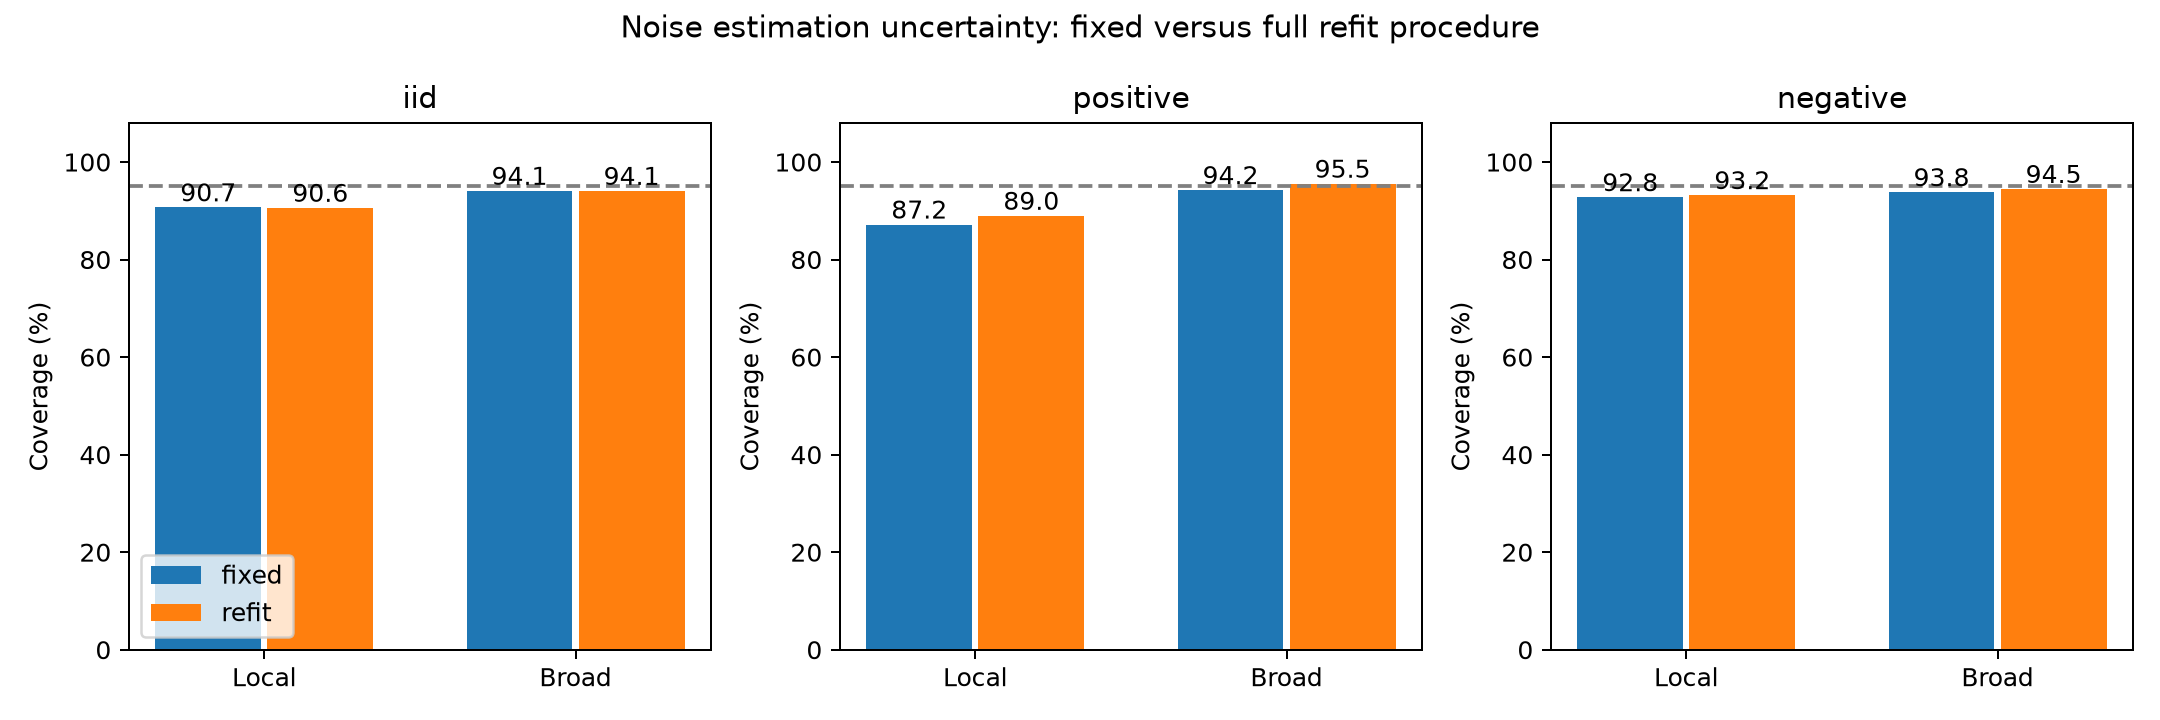 Noise estimation uncertainty: fixed versus full refit procedure
iid
Coverage (%)
100
80
60
40
20
0
90.7
90.6
94.1
94.1
fixed
refit
Local
Broad
positive
Coverage (%)
100
80
60
40
20
0
87.2
89.0
94.2
95.5
Local
Broad
negative
Coverage (%)
100
80
60
40
20
0
92.8
93.2
93.8
94.5
Local
Broad